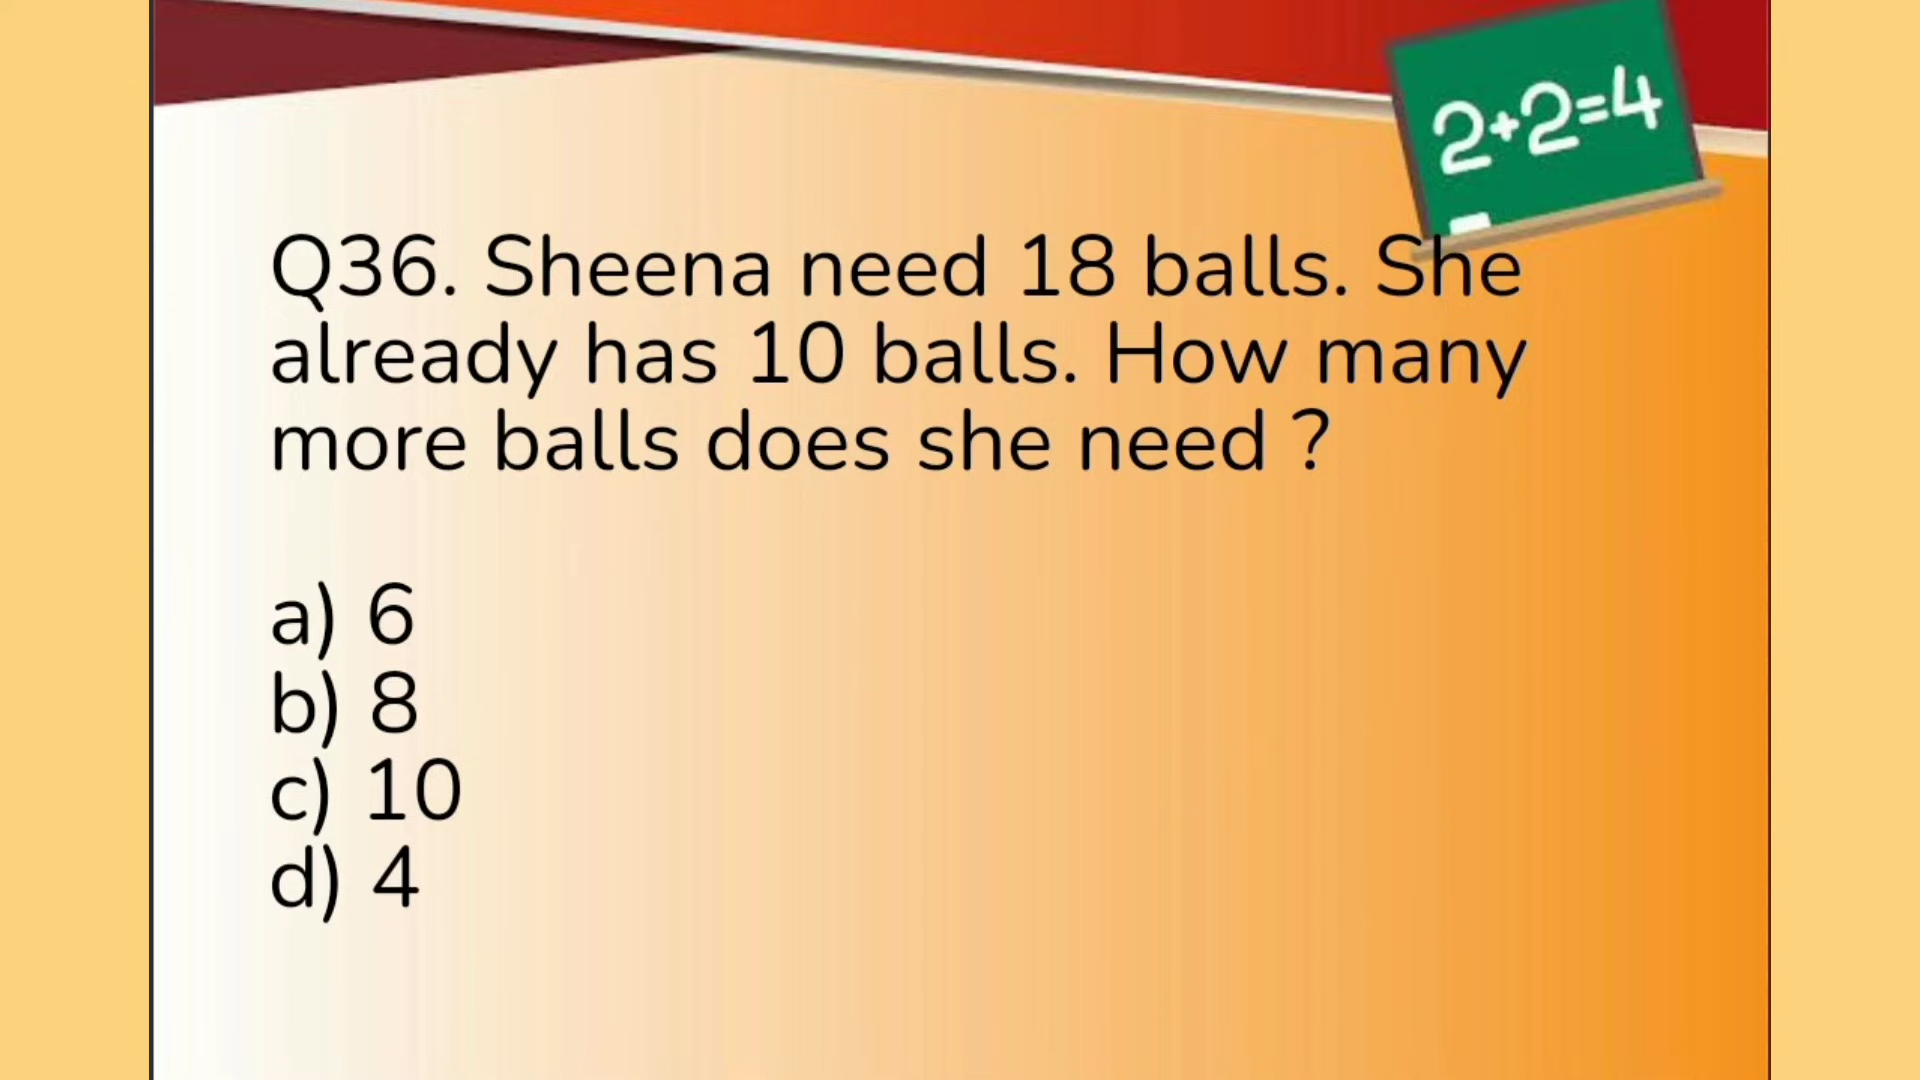 2+2=4
Q36. Sheena need 18 balls. She
already has 10 balls. How many
more balls does she need ?
a) 6
b) 8
c) 10
d) 4